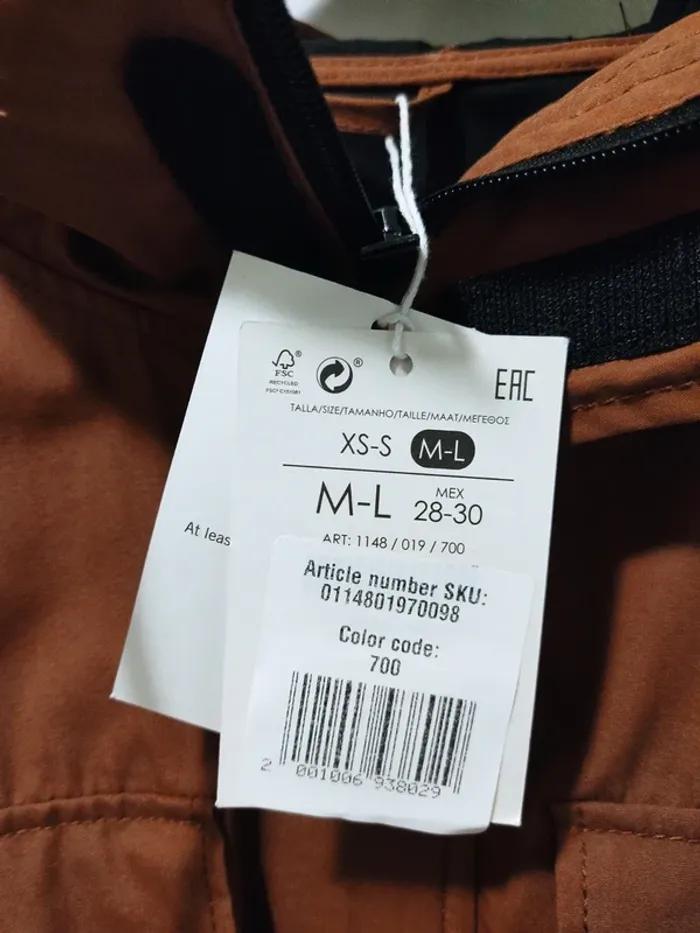 FSC
RECYCLED
EAC
TALLA/SIZE/TAMANHO/TAILLE/MAAT/ΜΕΓΕΘΟΣ
XS-S M-L
M-L MEX 28-30
ART: 1148 / 019 / 700
At leas
Article number SKU:
0114801970098
Color code:
700
2 001006 938029